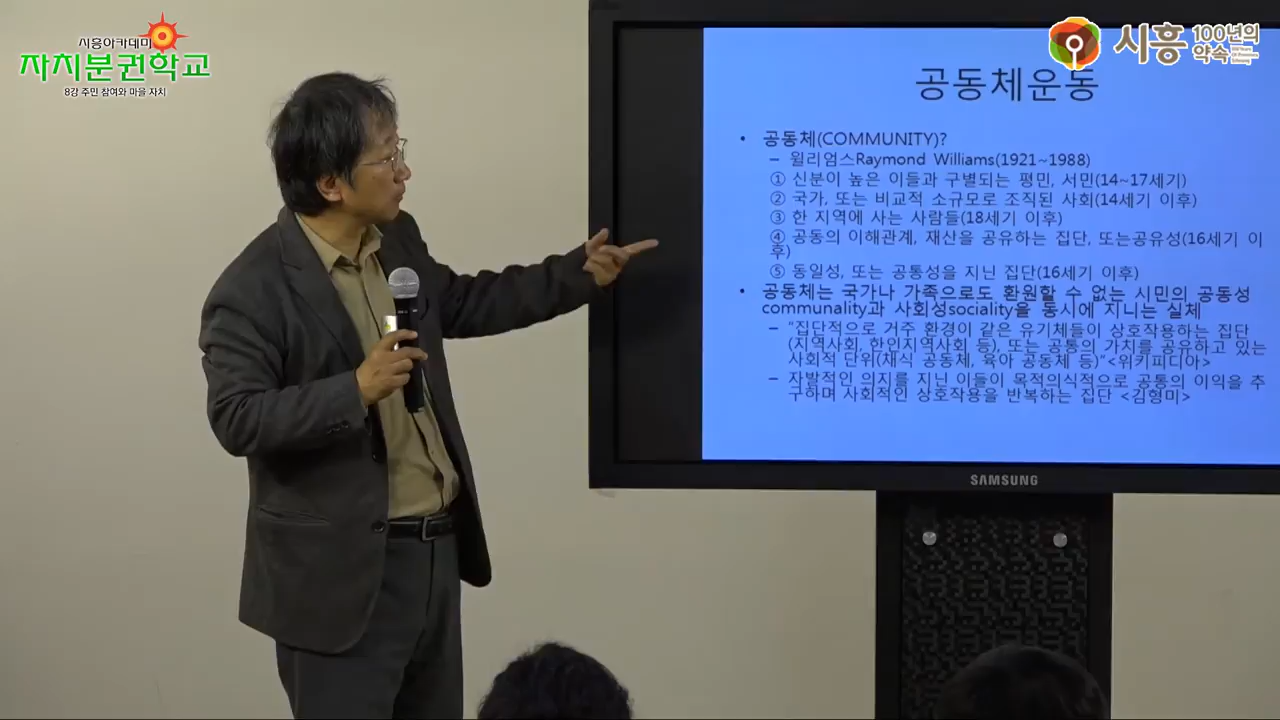 시흥아카데미
자치분권학교
8강 주민 참여와 마을 자치
시흥 100년의 약속
공동체운동
• 공동체(COMMUNITY)?
– 윌리엄스Raymond Williams(1921~1988)
① 신분이 높은 이들과 구별되는 평민, 서민(14~17세기)
② 국가, 또는 비교적 소규모로 조직된 사회(14세기 이후)
③ 한 지역에 사는 사람들(18세기 이후)
④ 공동의 이해관계, 재산을 공유하는 집단, 또는공유성(16세기 이
후)
⑤ 동일성, 또는 공통성을 지닌 집단(16세기 이후)
• 공동체는 국가나 가족으로도 환원할 수 없는 시민의 공동성
communality과 사회성sociality을 동시에 지니는 실체
– “집단적으로 거주 환경이 같은 유기체들이 상호작용하는 집단
(지역사회, 한인지역사회 등), 또는 공통의 가치를 공유하고 있는
사회적 단위(채식 공동체, 육아 공동체 등)”<위키피디아>
– 자발적인 의지를 지닌 이들이 목적의식적으로 공통의 이익을 추
구하며 사회적인 상호작용을 반복하는 집단 <김형미>
SAMSUNG